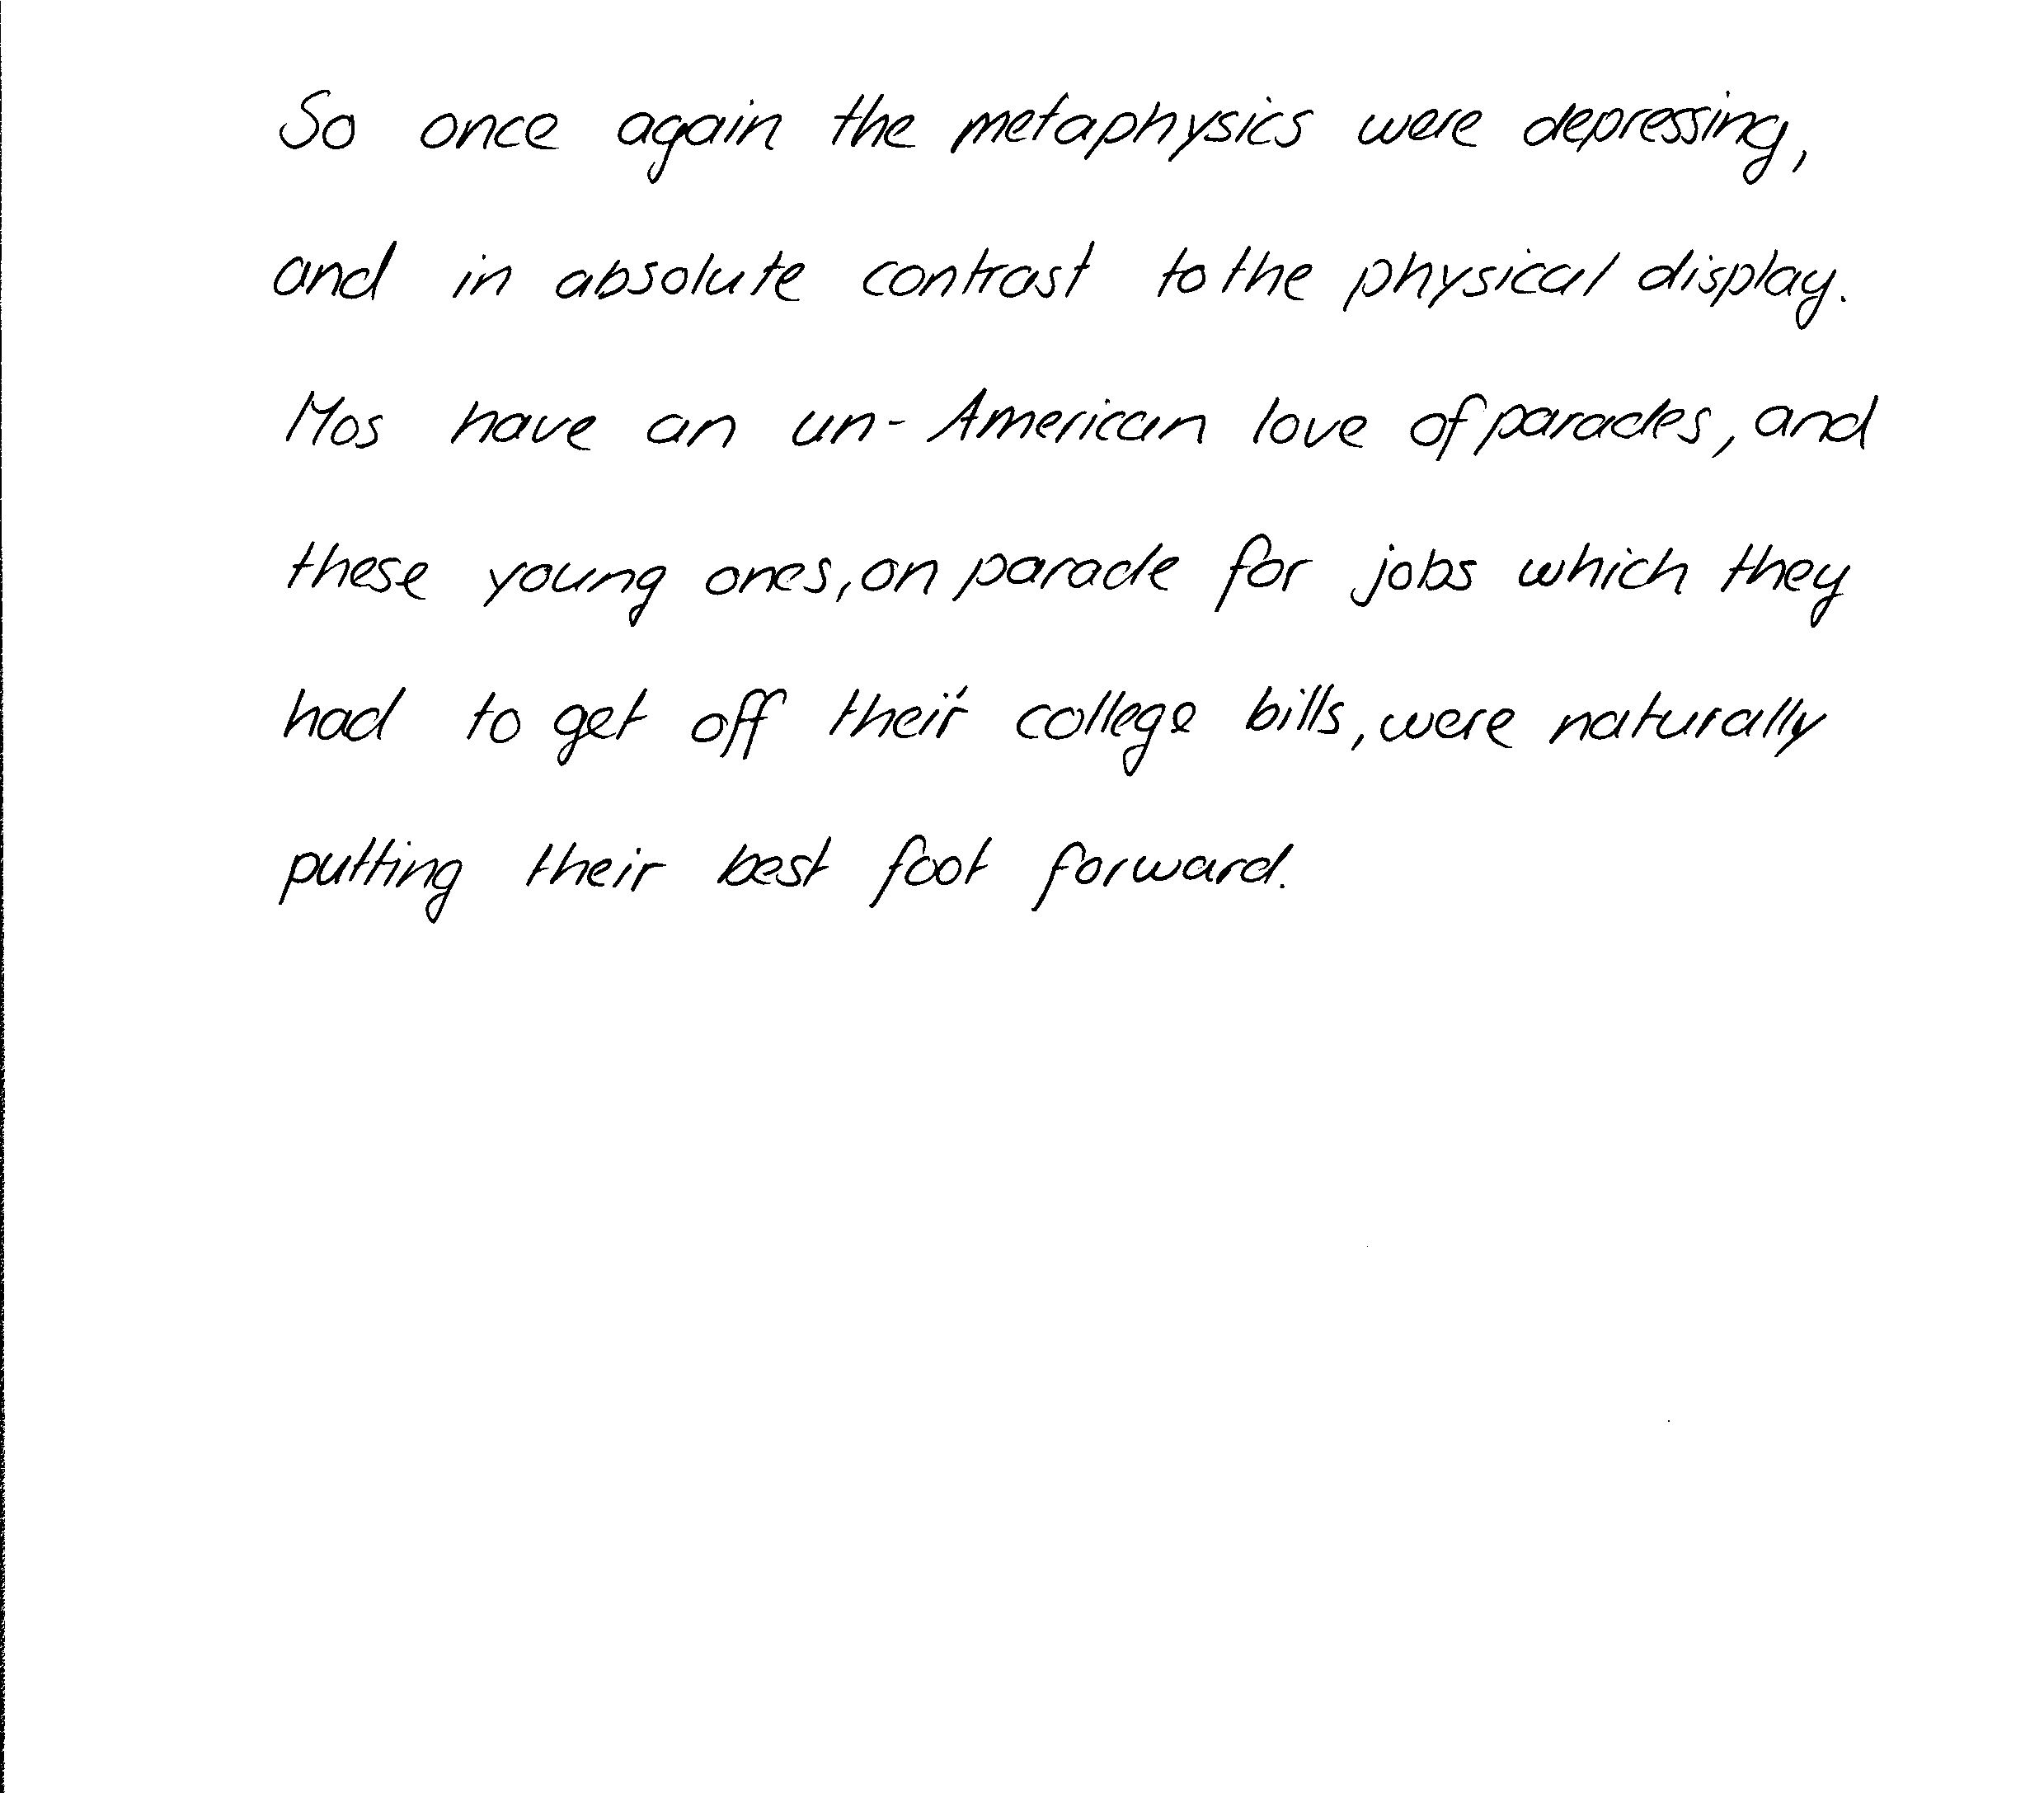 So once again the metaphysics were depressing,
and in absolute contrast to the physical display.
Mos have an un-American love of parades, and
these young ones, on parade for jobs which they
had to get off their college bills, were naturally
putting their best foot forward.